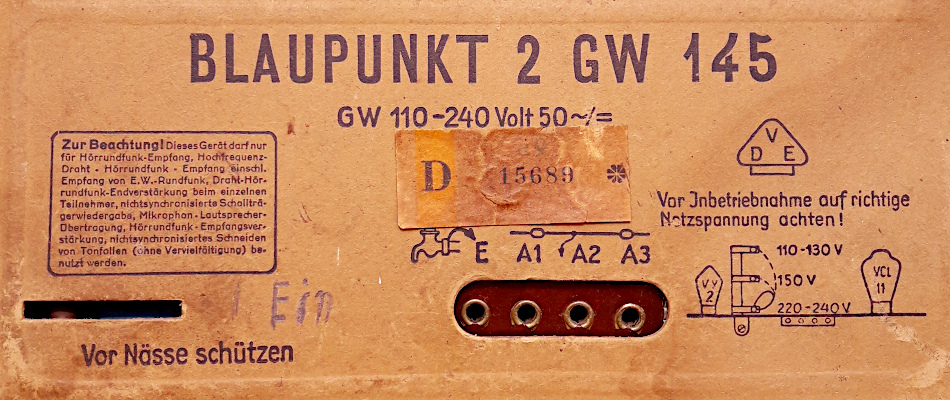 BLAUPUNKT 2 GW 145
GW 110-240 Volt 50~/=
Zur Beachtung! Dieses Gerät darf nur
für Hörrundfunk-Empfang, Hochfrequenz-
Draht - Hörrundfunk - Empfang einschl.
Empfang von E.W.-Rundfunk, Draht-Hör-
rundfunk-Endverstärkung beim einzelnen
Teilnehmer, nichtsynchronisierte Schallträ-
gerwiedergabe, Mikrophon-Lautsprecher-
Übertragung, Hörrundfunk-Empfangsver-
stärkung, nichtsynchronisiertes Schneiden
von Tonfolien (ohne Vervielfältigung) be-
nutzt werden.
D 15689
E A1 A2 A3
VDE
Vor Inbetriebnahme auf richtige
Netzspannung achten!
110-130 V
150 V
220-240 V
VY
2
VCL
11
Ein
Vor Nässe schützen